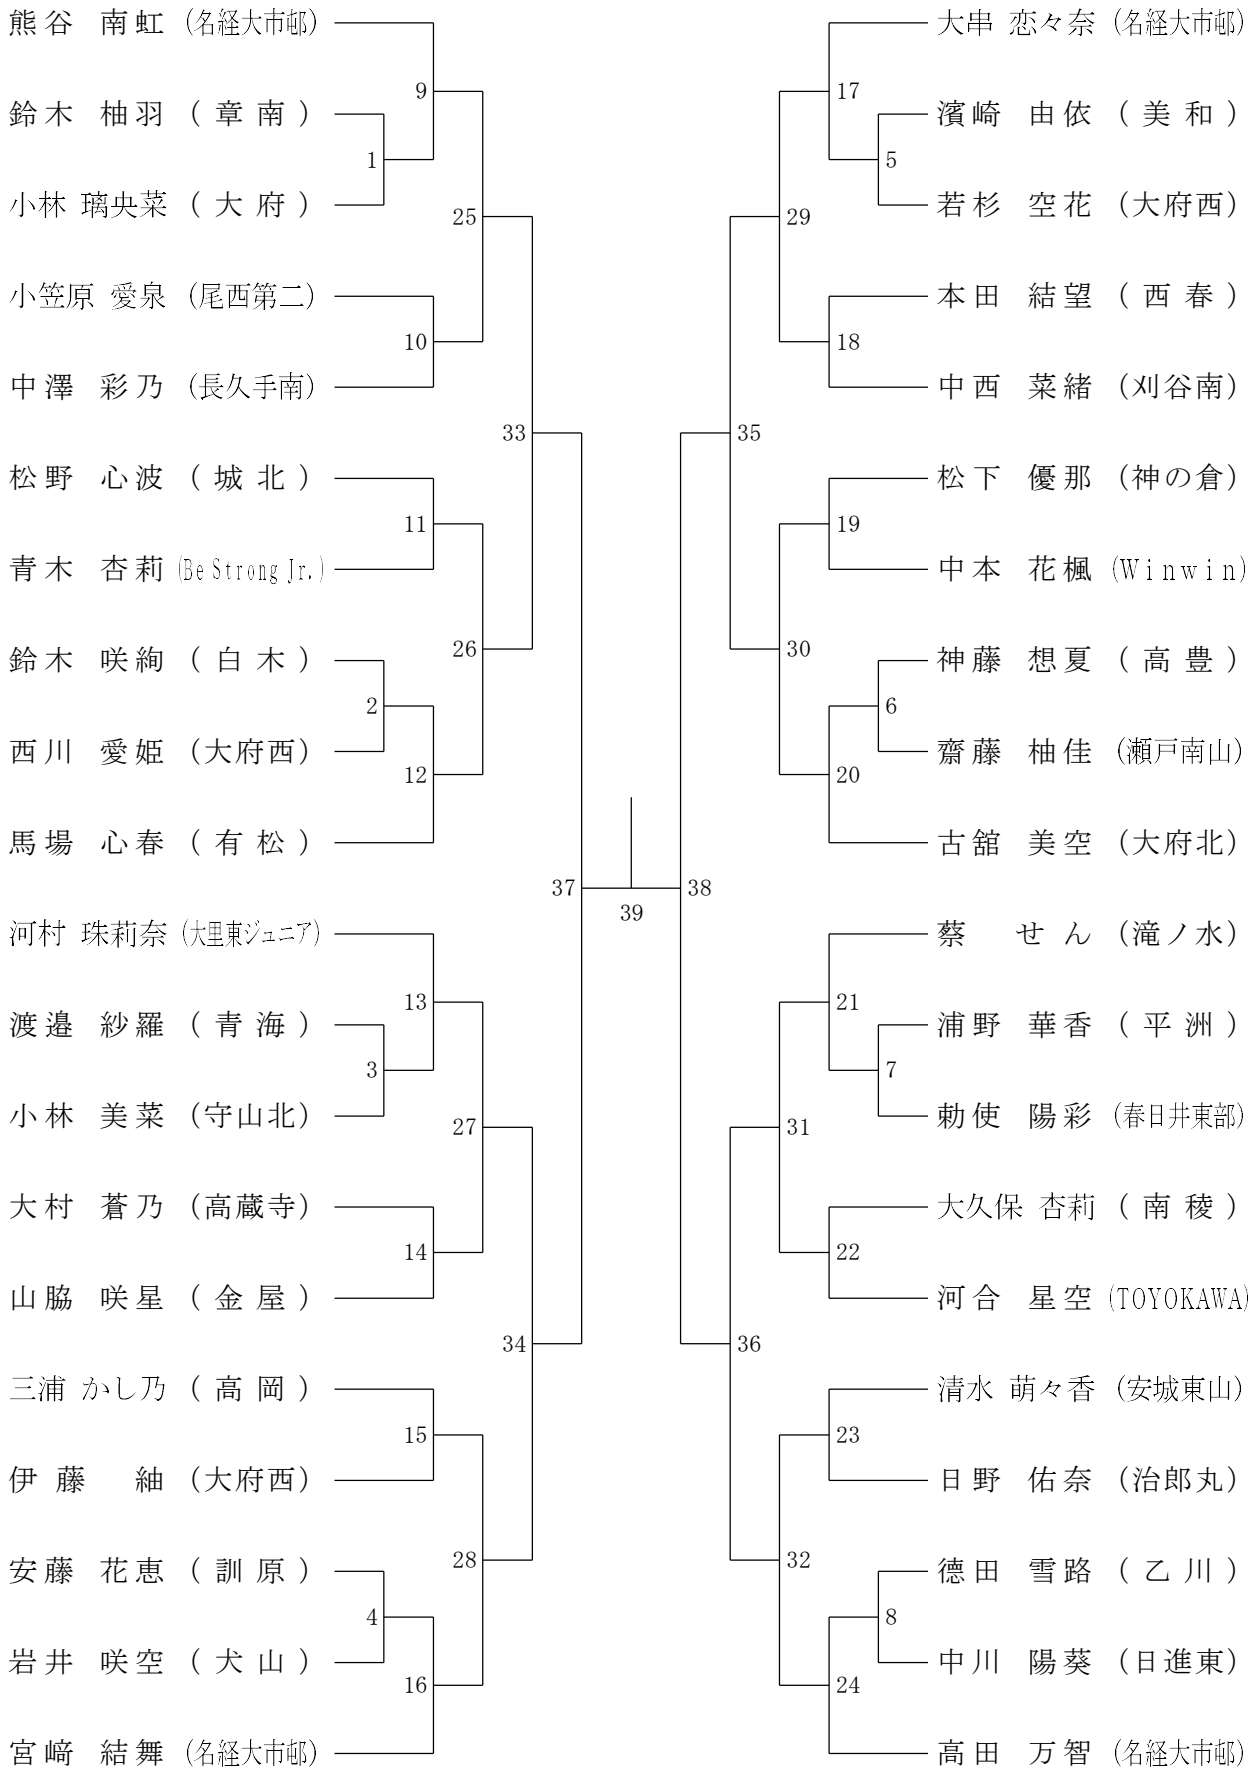 熊谷 南虹 (名経大市邨)
9
鈴木 柚羽 (章南)
1
小林 璃央菜 (大府)
25
小笠原 愛泉 (尾西第二)
10
中澤 彩乃 (長久手南)
33
松野 心波 (城北)
11
青木 杏莉 (Be Strong Jr.)
26
鈴木 咲絢 (白木)
2
西川 愛姫 (大府西)
12
馬場 心春 (有松)
37
39
河村 珠莉奈 (大里東ジュニア)
13
渡邉 紗羅 (青海)
3
小林 美菜 (守山北)
27
大村 蒼乃 (高蔵寺)
14
山脇 咲星 (金屋)
34
三浦 かし乃 (高岡)
15
伊藤 紬 (大府西)
28
安藤 花恵 (訓原)
4
岩井 咲空 (犬山)
16
宮﨑 結舞 (名経大市邨)
大串 恋々奈 (名経大市邨)
17
濱崎 由依 (美和)
5
若杉 空花 (大府西)
29
本田 結望 (西春)
18
中西 菜緒 (刈谷南)
35
松下 優那 (神の倉)
19
中本 花楓 (Winwin)
30
神藤 想夏 (高豊)
6
齋藤 柚佳 (瀬戸南山)
20
古舘 美空 (大府北)
38
蔡 せん (滝ノ水)
21
浦野 華香 (平洲)
7
勅使 陽彩 (春日井東部)
31
大久保 杏莉 (南稜)
22
河合 星空 (TOYOKAWA)
36
清水 萌々香 (安城東山)
23
日野 佑奈 (治郎丸)
32
德田 雪路 (乙川)
8
中川 陽葵 (日進東)
24
高田 万智 (名経大市邨)